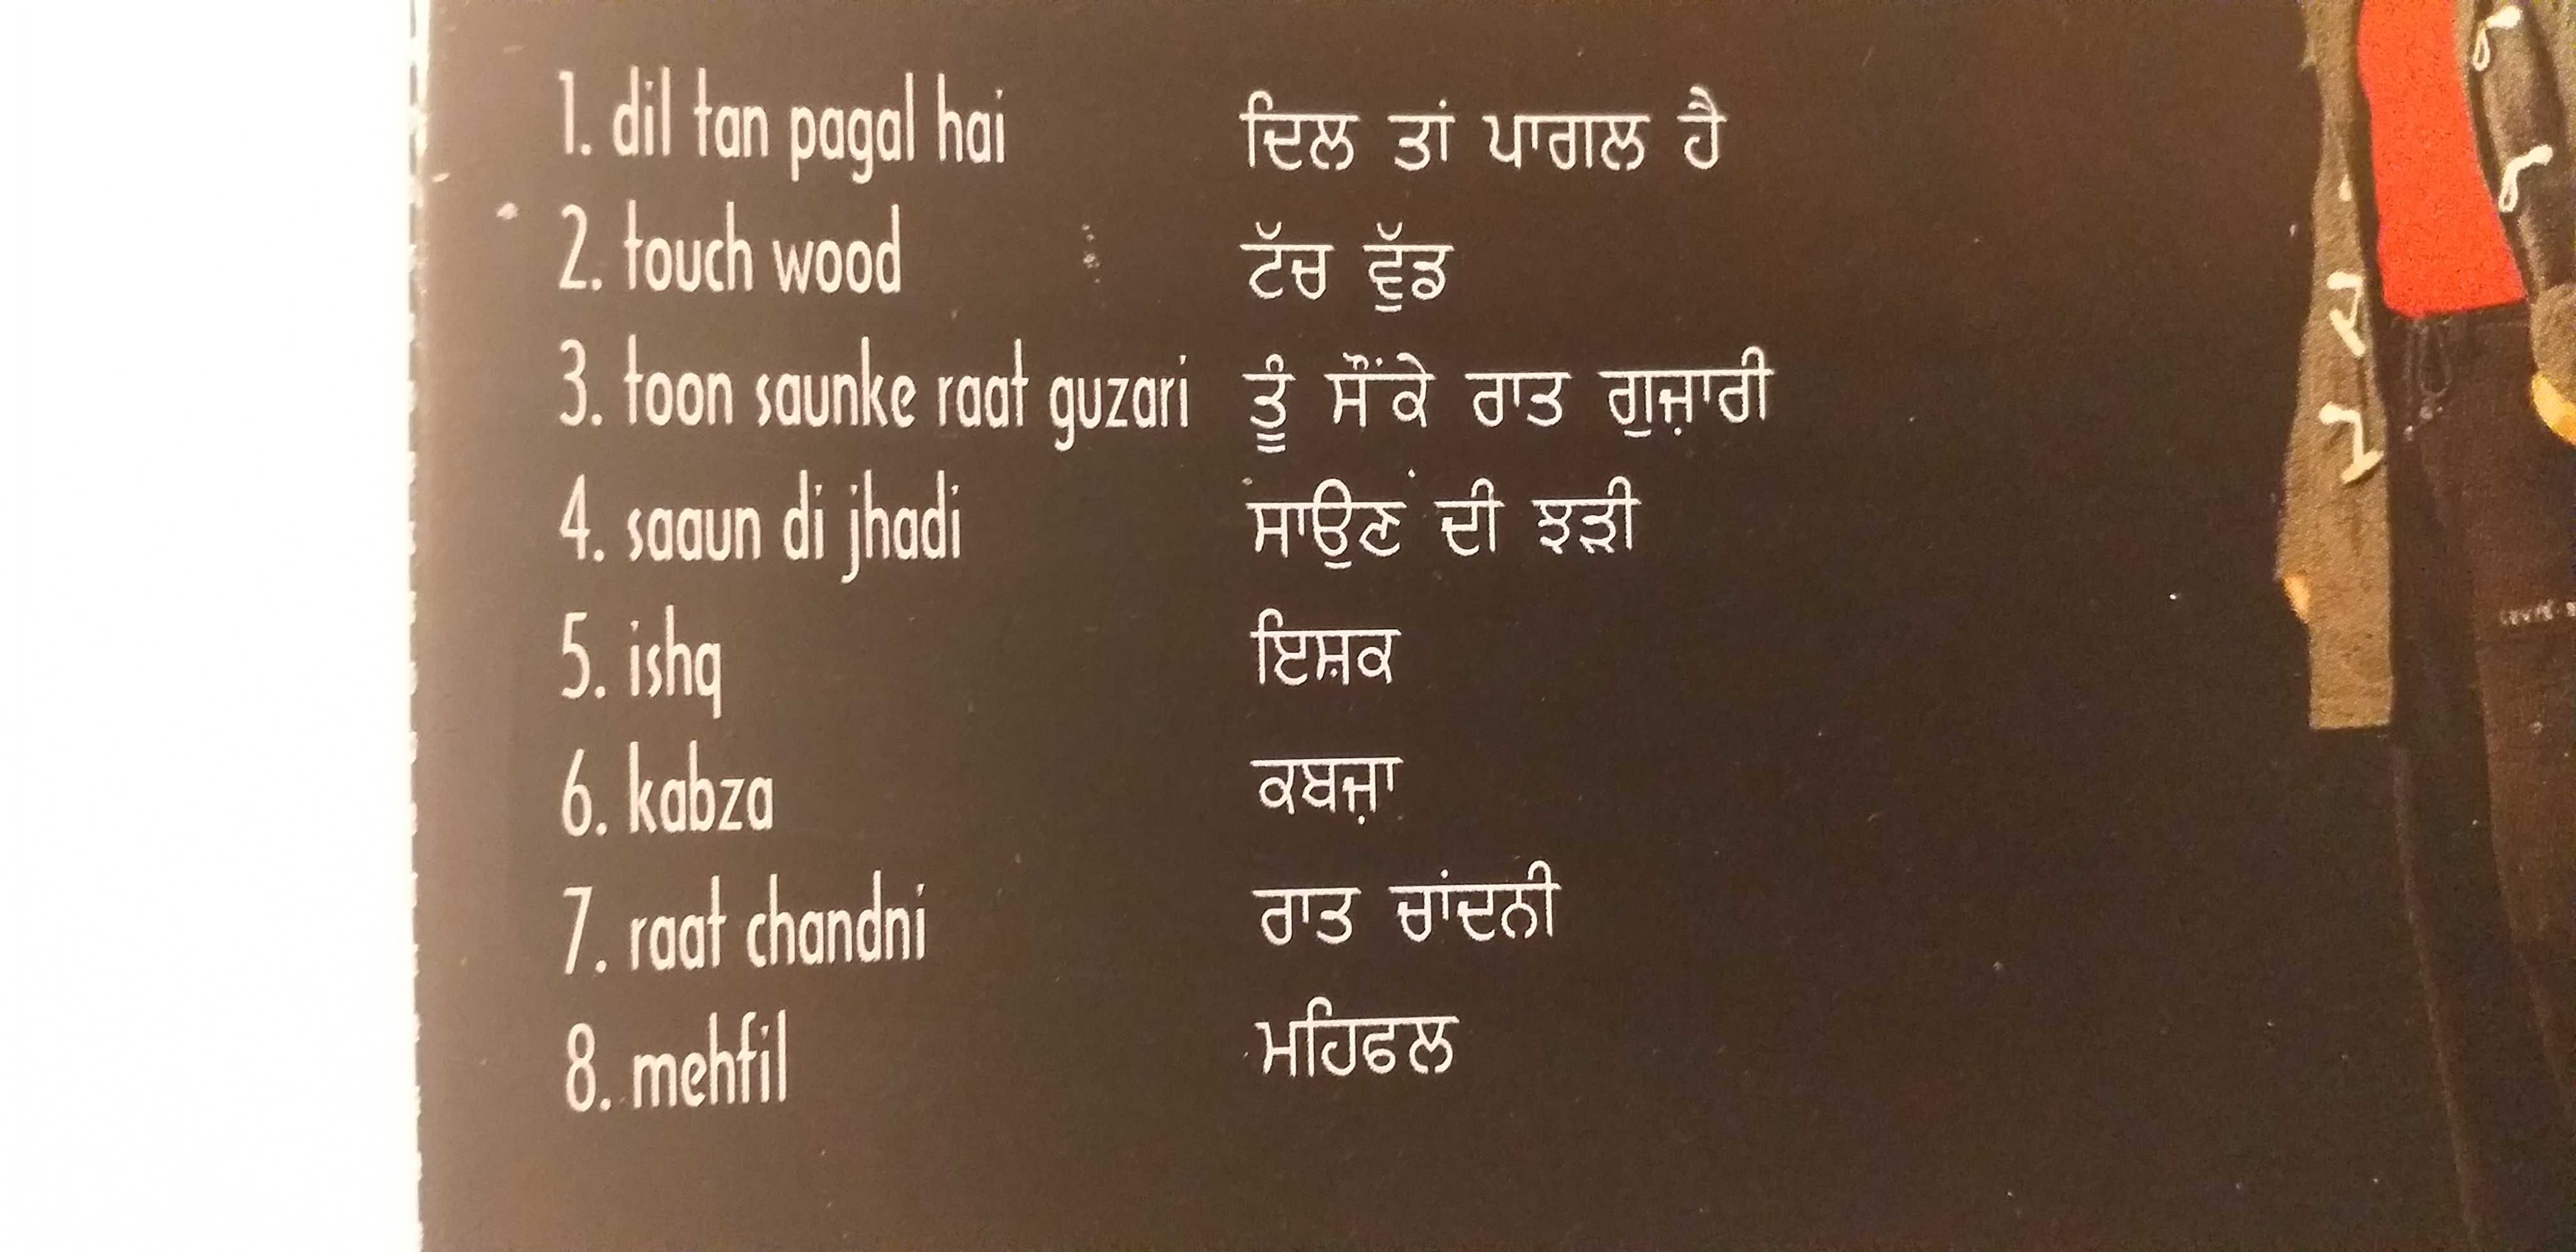 1. dil tan pagal hai ਦਿਲ ਤਾਂ ਪਾਗਲ ਹੈ
2. touch wood ਟੱਚ ਵੁੱਡ
3. toon saunke raat guzari ਤੂੰ ਸੌਂਕੇ ਰਾਤ ਗੁਜ਼ਾਰੀ
4. saaun di jhadi ਸਾਉਣ ਦੀ ਝੜੀ
5. ishq ਇਸ਼ਕ
6. kabza ਕਬਜ਼ਾ
7. raat chandni ਰਾਤ ਚਾਂਦਨੀ
8. mehfil ਮਹਿਫਲ